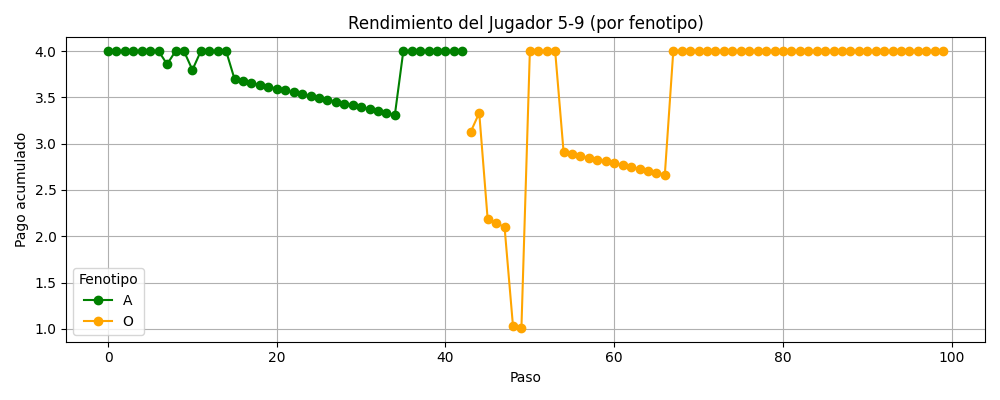 Rendimiento del Jugador 5-9 (por fenotipo)
Pago acumulado
4.0
3.5
3.0
2.5
2.0
1.5
1.0
Fenotipo
A
O
0 20 40 60 80 100
Paso